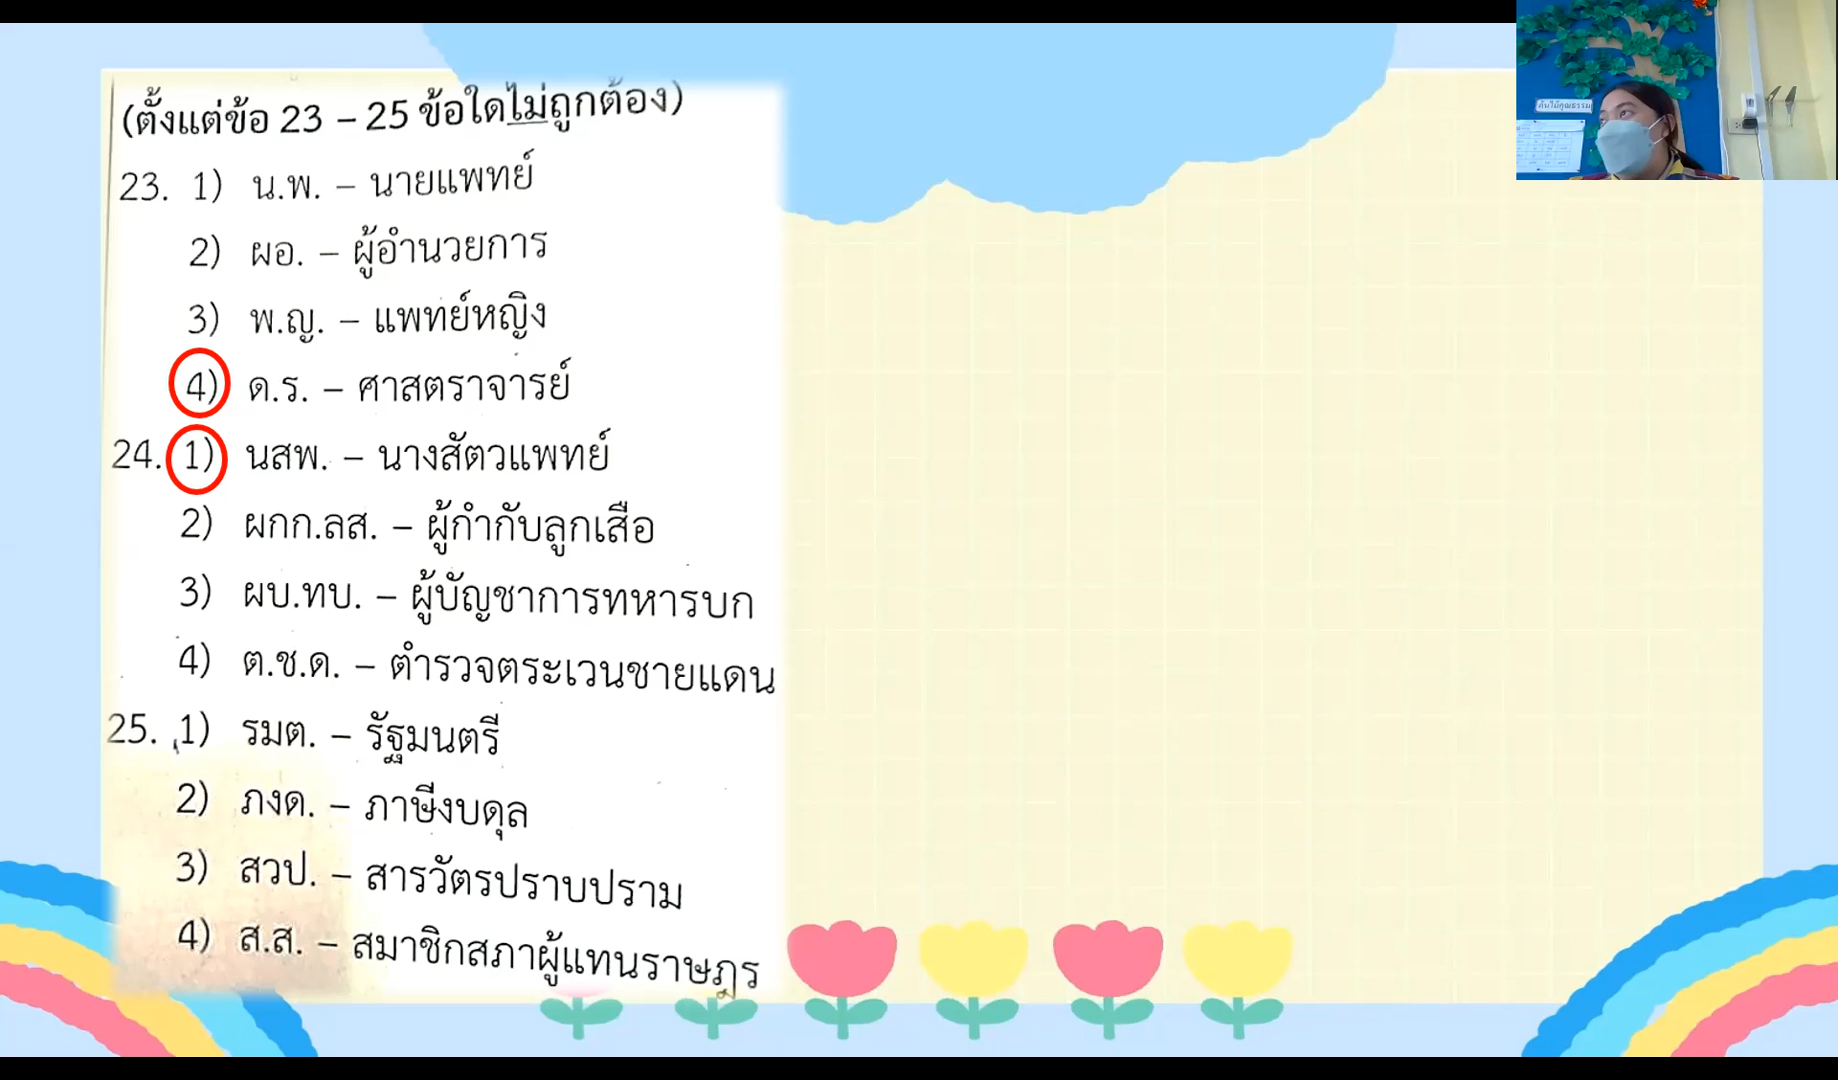 (ตั้งแต่ข้อ 23 – 25 ข้อใดไม่ถูกต้อง)
23. 1) น.พ. – นายแพทย์
2) ผอ. – ผู้อำนวยการ
3) พ.ญ. – แพทย์หญิง
4) ด.ร. – ศาสตราจารย์
24. 1) นสพ. – นางสัตวแพทย์
2) ผกก.ลส. – ผู้กำกับลูกเสือ
3) ผบ.ทบ. – ผู้บัญชาการทหารบก
4) ต.ช.ด. – ตำรวจตระเวนชายแดน
25. 1) รมต. – รัฐมนตรี
2) ภงด. – ภาษีงบดุล
3) สวป. – สารวัตรปราบปราม
4) ส.ส. – สมาชิกสภาผู้แทนราษฎร
ต้นไม้คุณธรรม